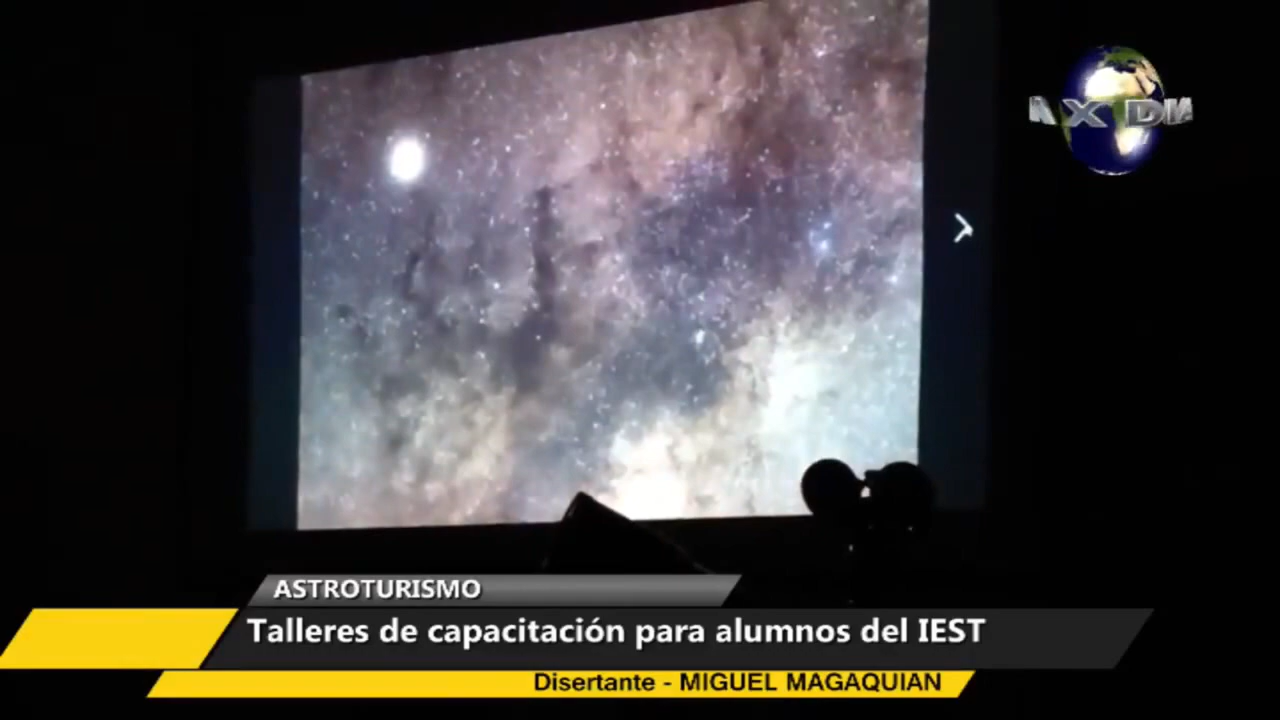 ASTROTURISMO
Talleres de capacitación para alumnos del IEST
Disertante - MIGUEL MAGAQUIAN